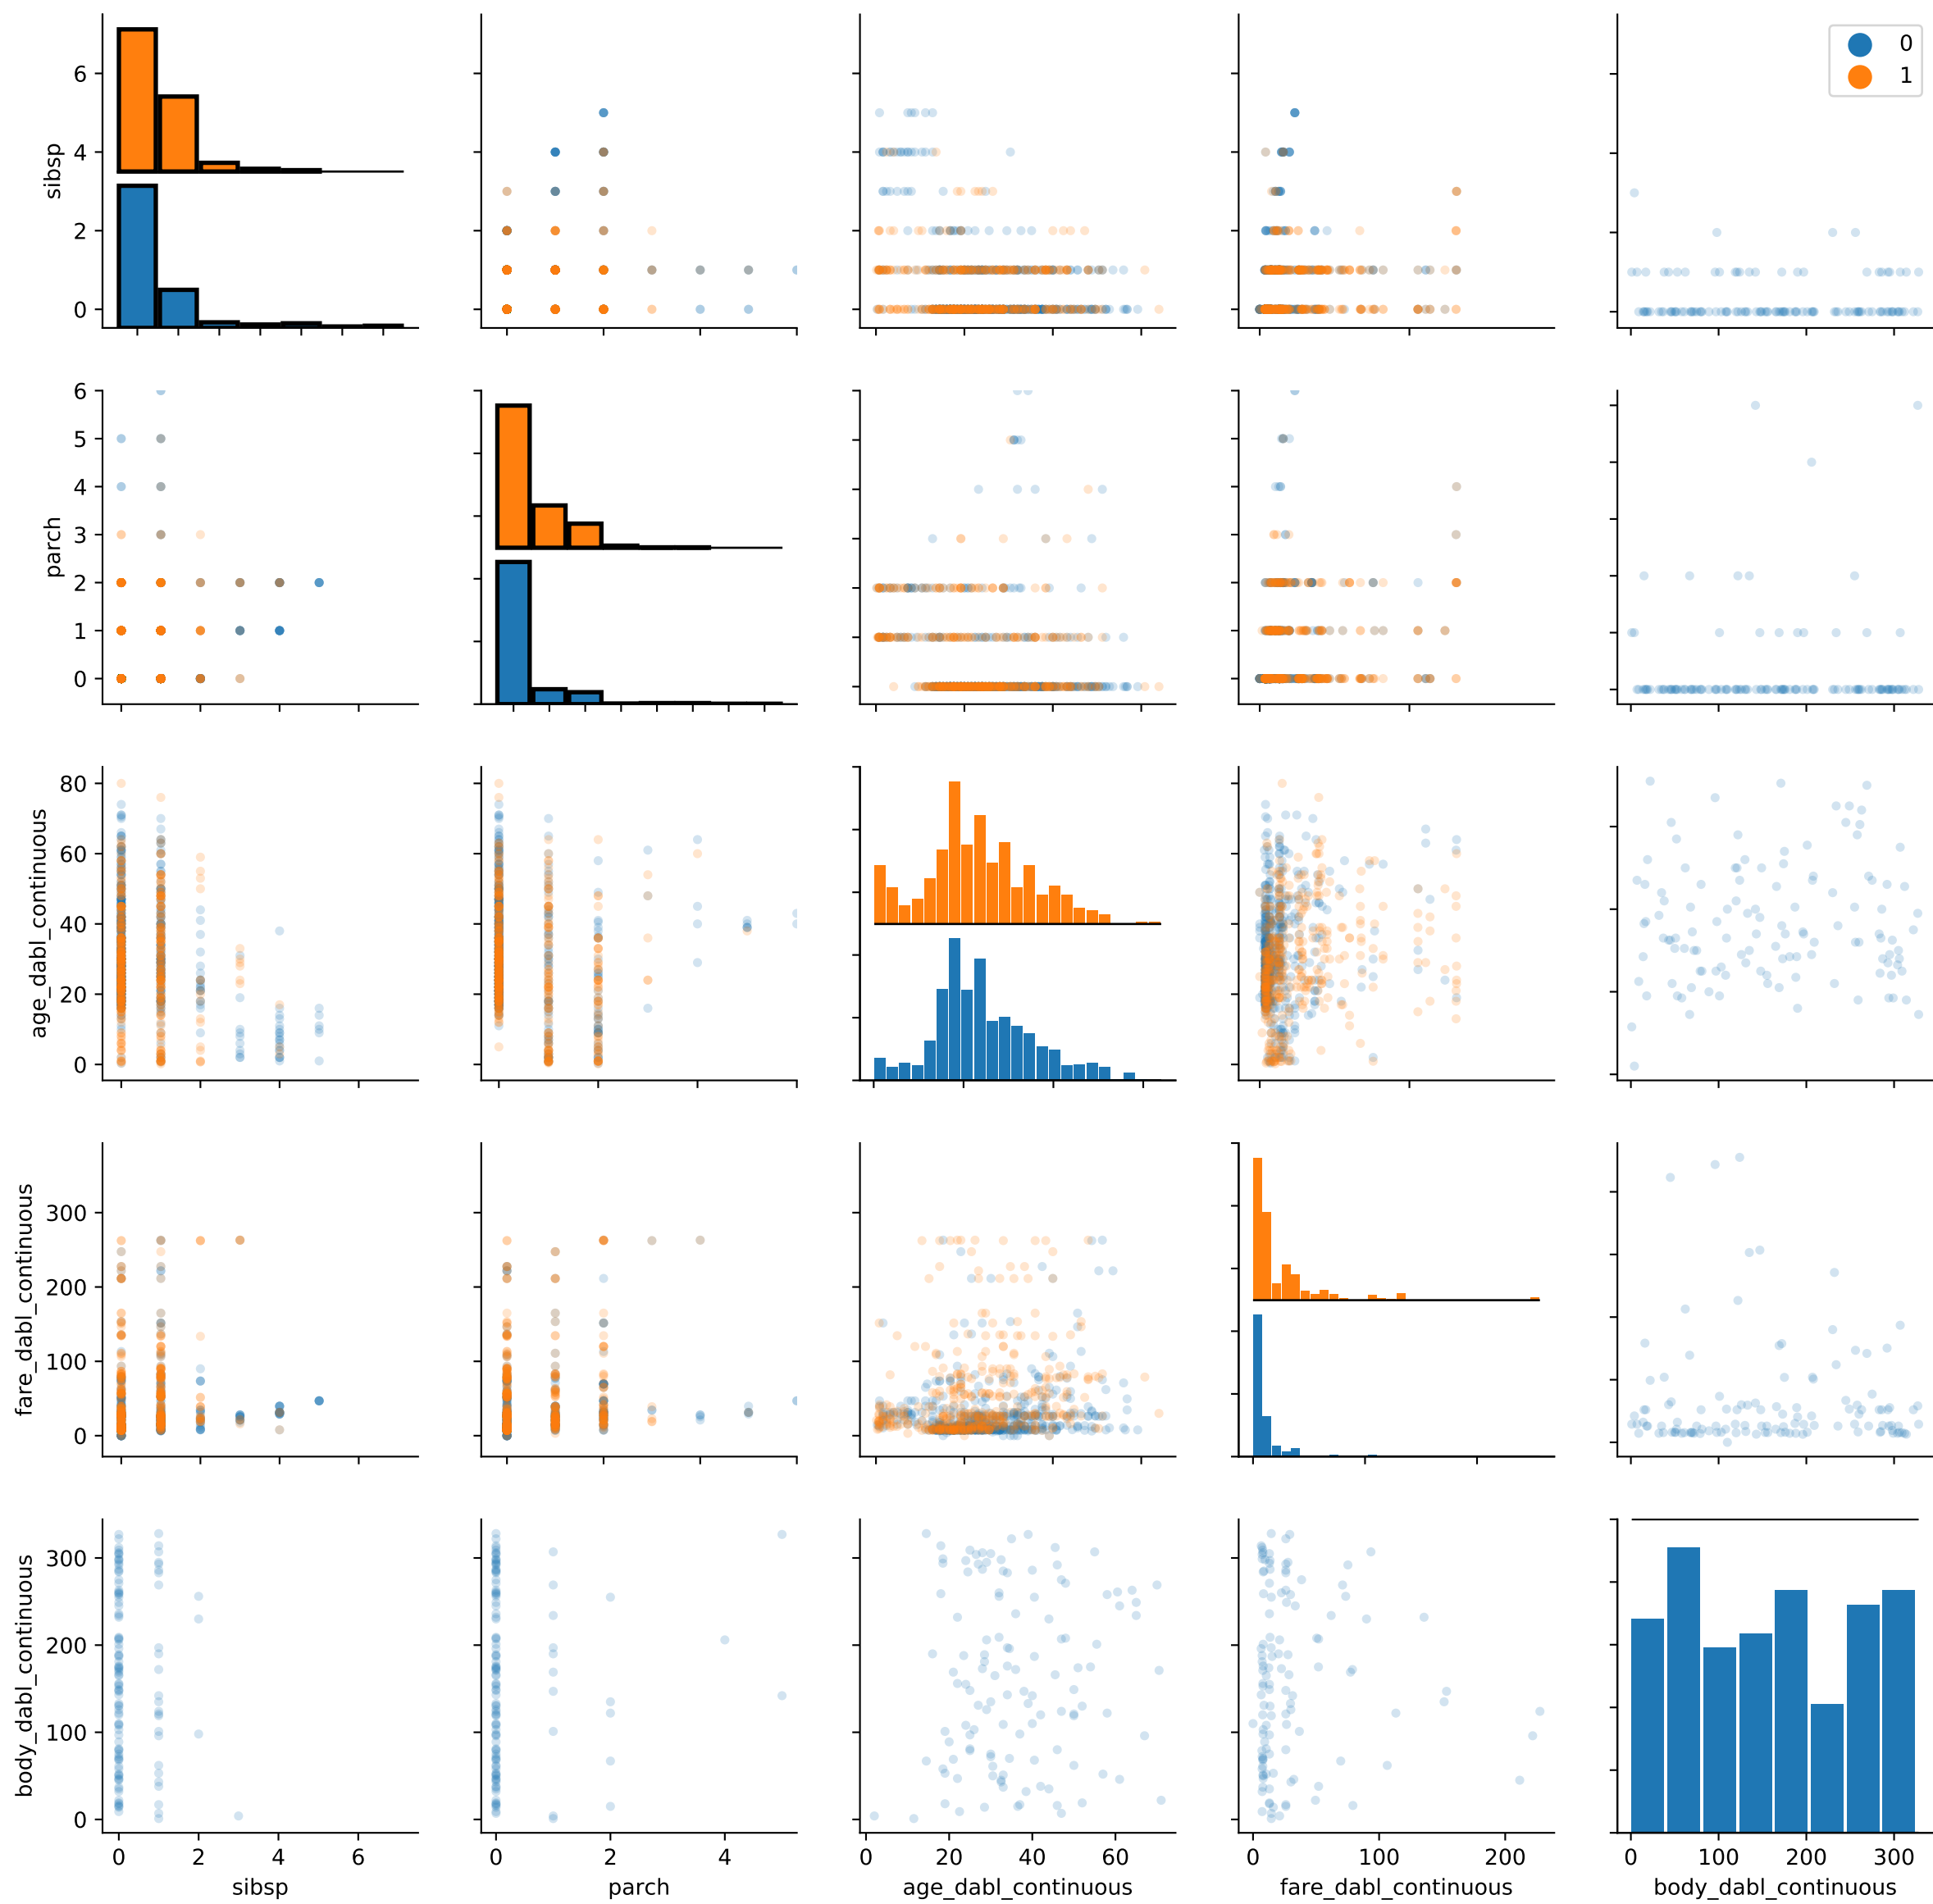 0
1
6
4
2
0
sibsp
6
5
4
3
2
1
0
parch
80
60
40
20
0
age_dabl_continuous
300
200
100
0
fare_dabl_continuous
300
200
100
0
body_dabl_continuous
0 2 4 6
sibsp
0 2 4
parch
0 20 40 60
age_dabl_continuous
0 100 200
fare_dabl_continuous
0 100 200 300
body_dabl_continuous